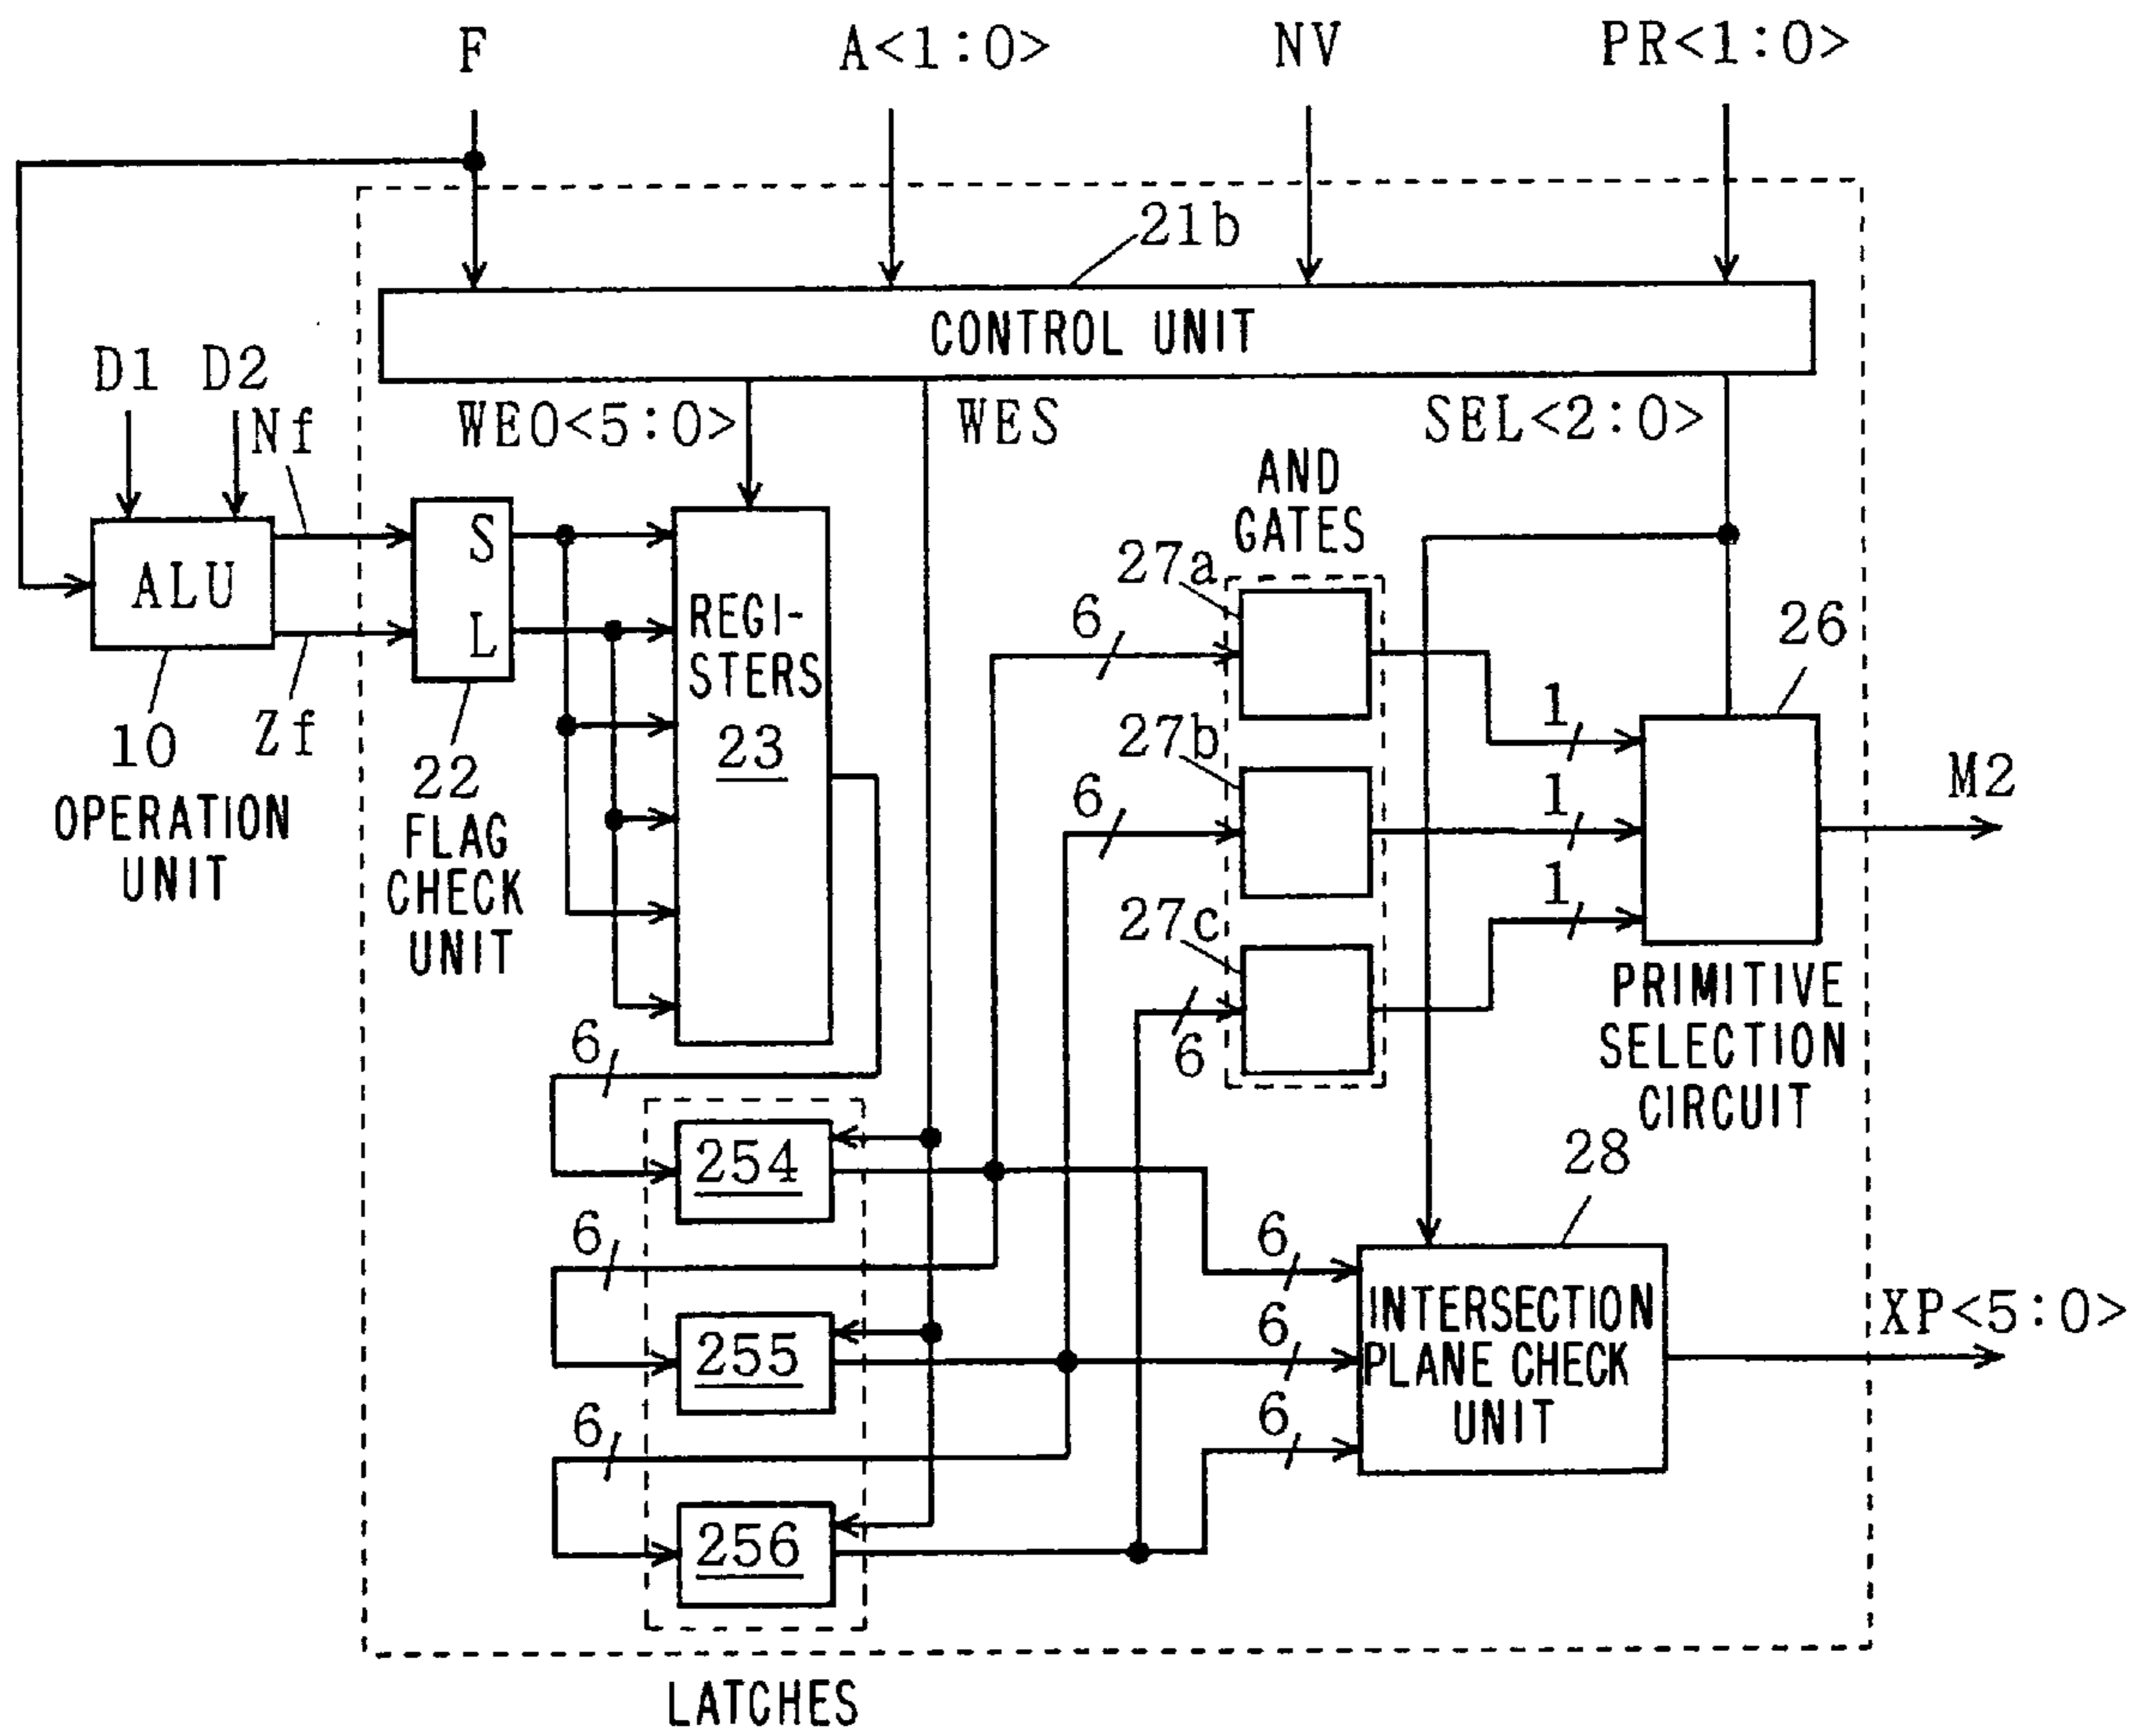 F
A<1:0>
NV
PR<1:0>
21b
CONTROL UNIT
D1
D2
Nf
WE0<5:0>
WES
SEL<2:0>
AND
GATES
S
L
ALU
REGI-
STERS
23
27a
6
26
10
Zf
22
OPERATION
UNIT
FLAG
CHECK
UNIT
27b
6
1
1
1
M2
27c
6
PRIMITIVE
SELECTION
CIRCUIT
6
254
28
6
6
255
6
INTERSECTION
PLANE CHECK
UNIT
XP<5:0>
6
6
256
LATCHES